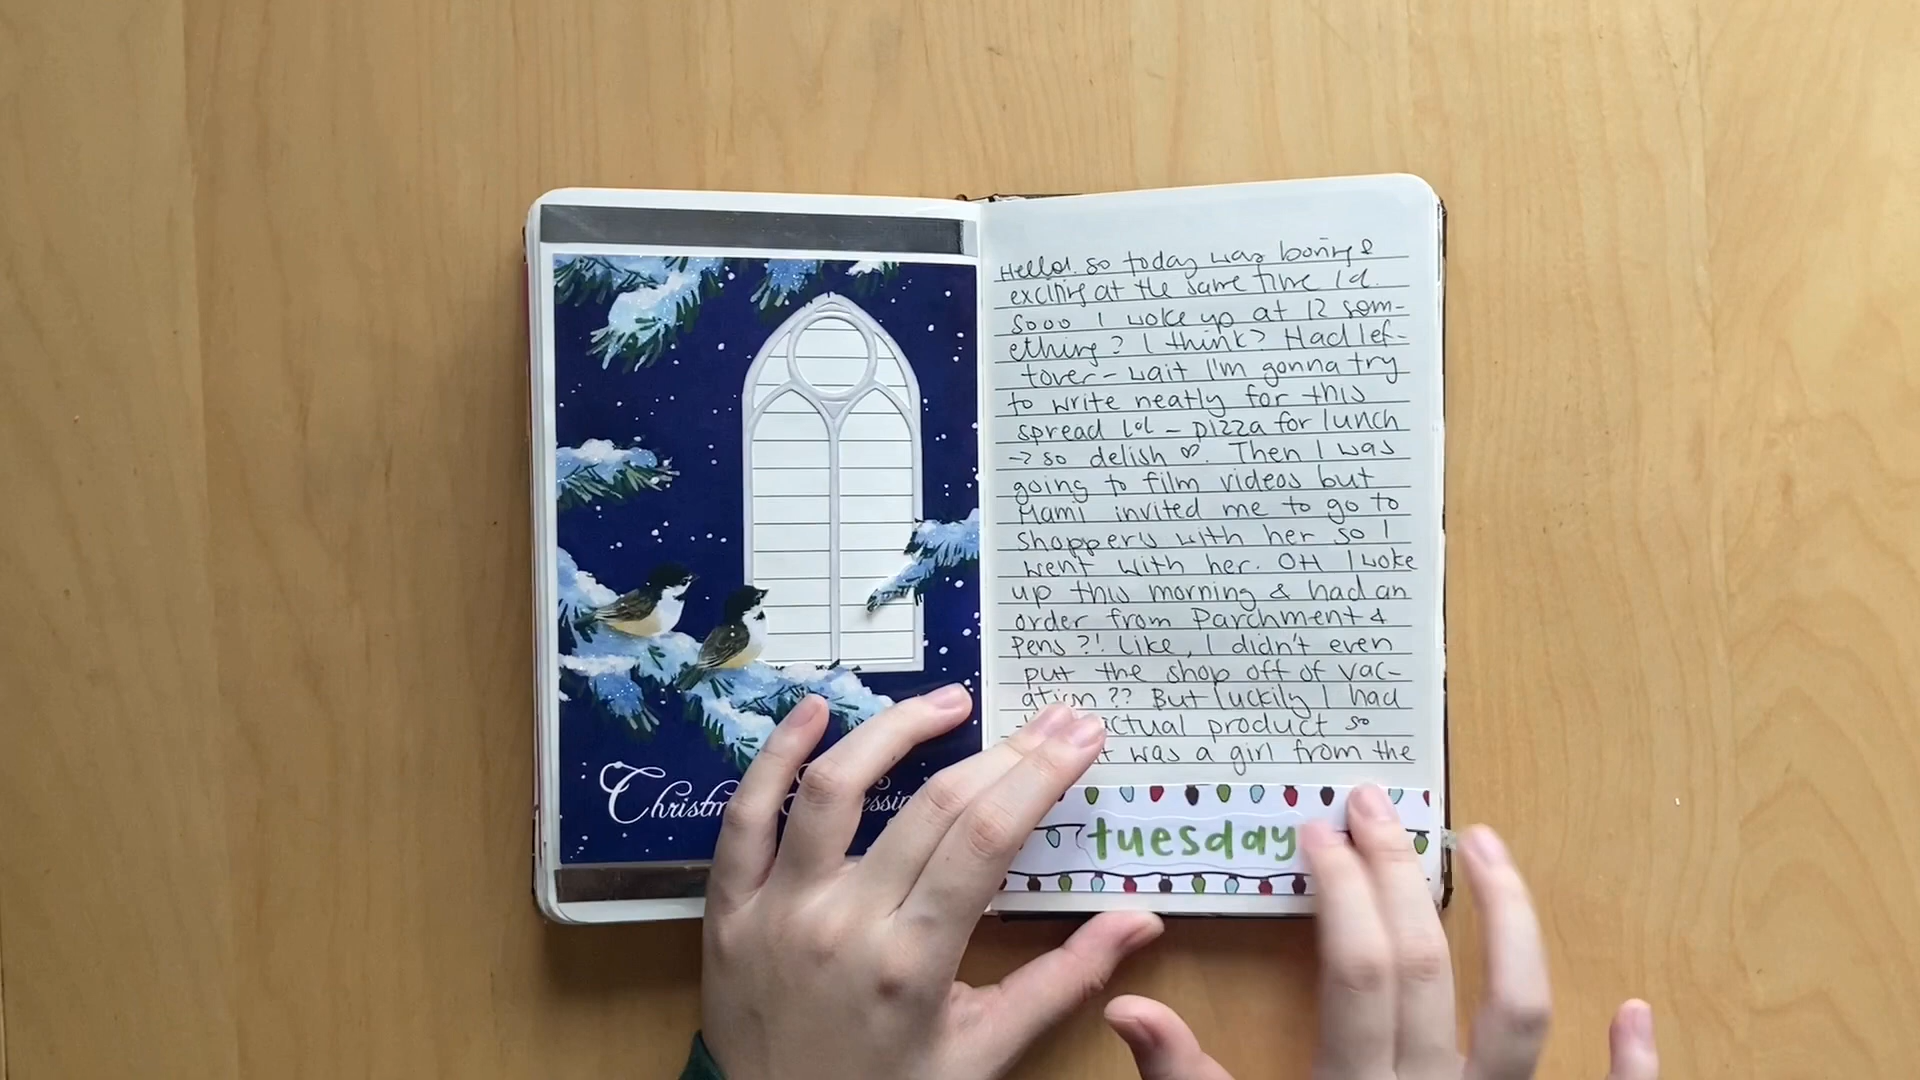 Christm
essin
Hello! So today was boring &
exciting at the same time lol.
Sooo I woke up at 12 som-
ething? I think? Had lef-
tover - wait I'm gonna try
to write neatly for this
spread lol - pizza for lunch
→ so delish ♡. Then I was
going to film videos but
Mami invited me to go to
shoppers with her so I
went with her. OH I woke
up this morning & had an
order from Parchment &
Pens?! Like, I didn't even
put the shop off of vac-
ation?? But luckily I had
actual product so
was a girl from the
tuesday